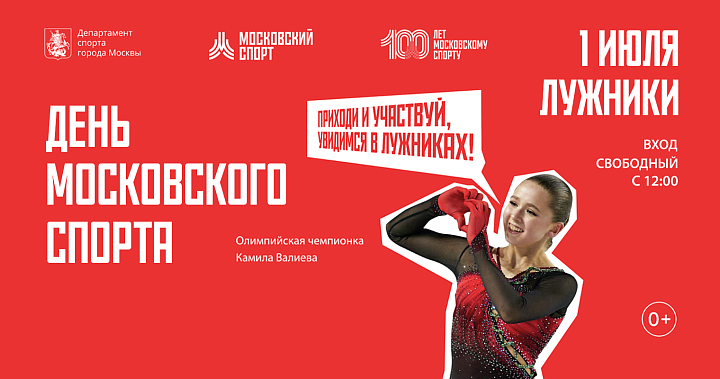 Департамент
спорта
города Москвы
МОСКОВСКИЙ
СПОРТ
100 ЛЕТ
МОСКОВСКОМУ
СПОРТУ
1 ИЮЛЯ
ЛУЖНИКИ
ДЕНЬ
МОСКОВСКОГО
СПОРТА
ПРИХОДИ И УЧАСТВУЙ,
УВИДИМСЯ В ЛУЖНИКАХ!
ВХОД
СВОБОДНЫЙ
С 12:00
Олимпийская чемпионка
Камила Валиева
0+